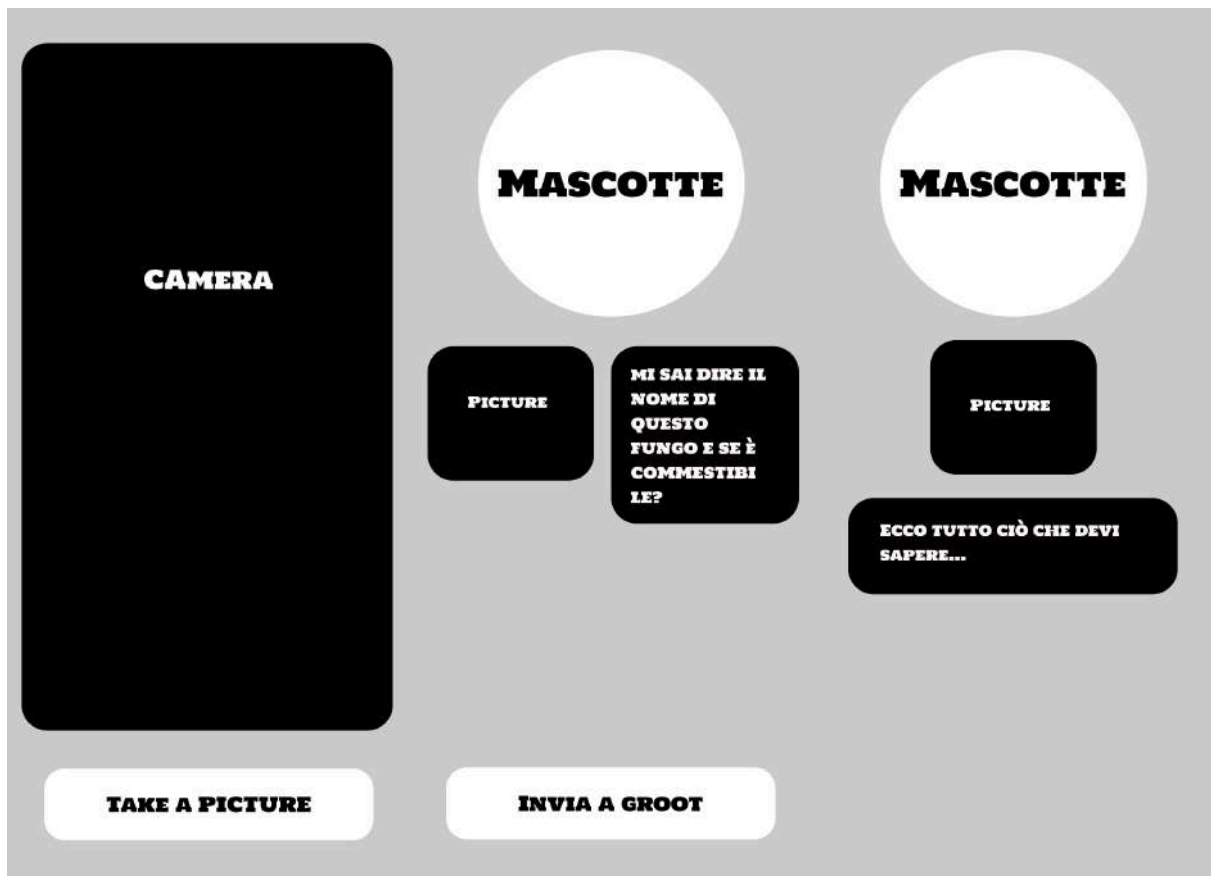 CAMERA
TAKE A PICTURE
MASCOTTE
PICTURE
MI SAI DIRE IL
NOME DI
QUESTO
FUNGO E SE È
COMMESTIBI
LE?
INVIA A GROOT
MASCOTTE
PICTURE
ECCO TUTTO CIÒ CHE DEVI
SAPERE...